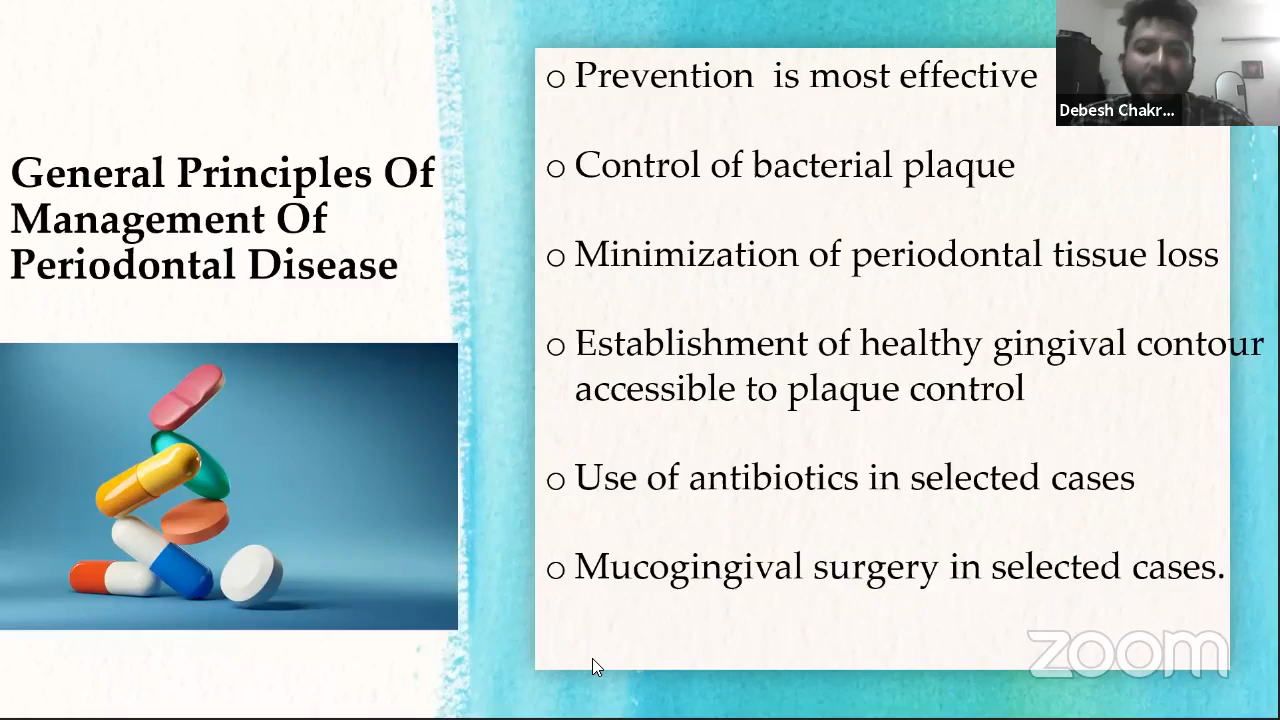 General Principles Of
Management Of
Periodontal Disease
o Prevention  is most effective
o Control of bacterial plaque
o Minimization of periodontal tissue loss
o Establishment of healthy gingival contour
accessible to plaque control
o Use of antibiotics in selected cases
o Mucogingival surgery in selected cases.
Debesh Chakr...
zoom